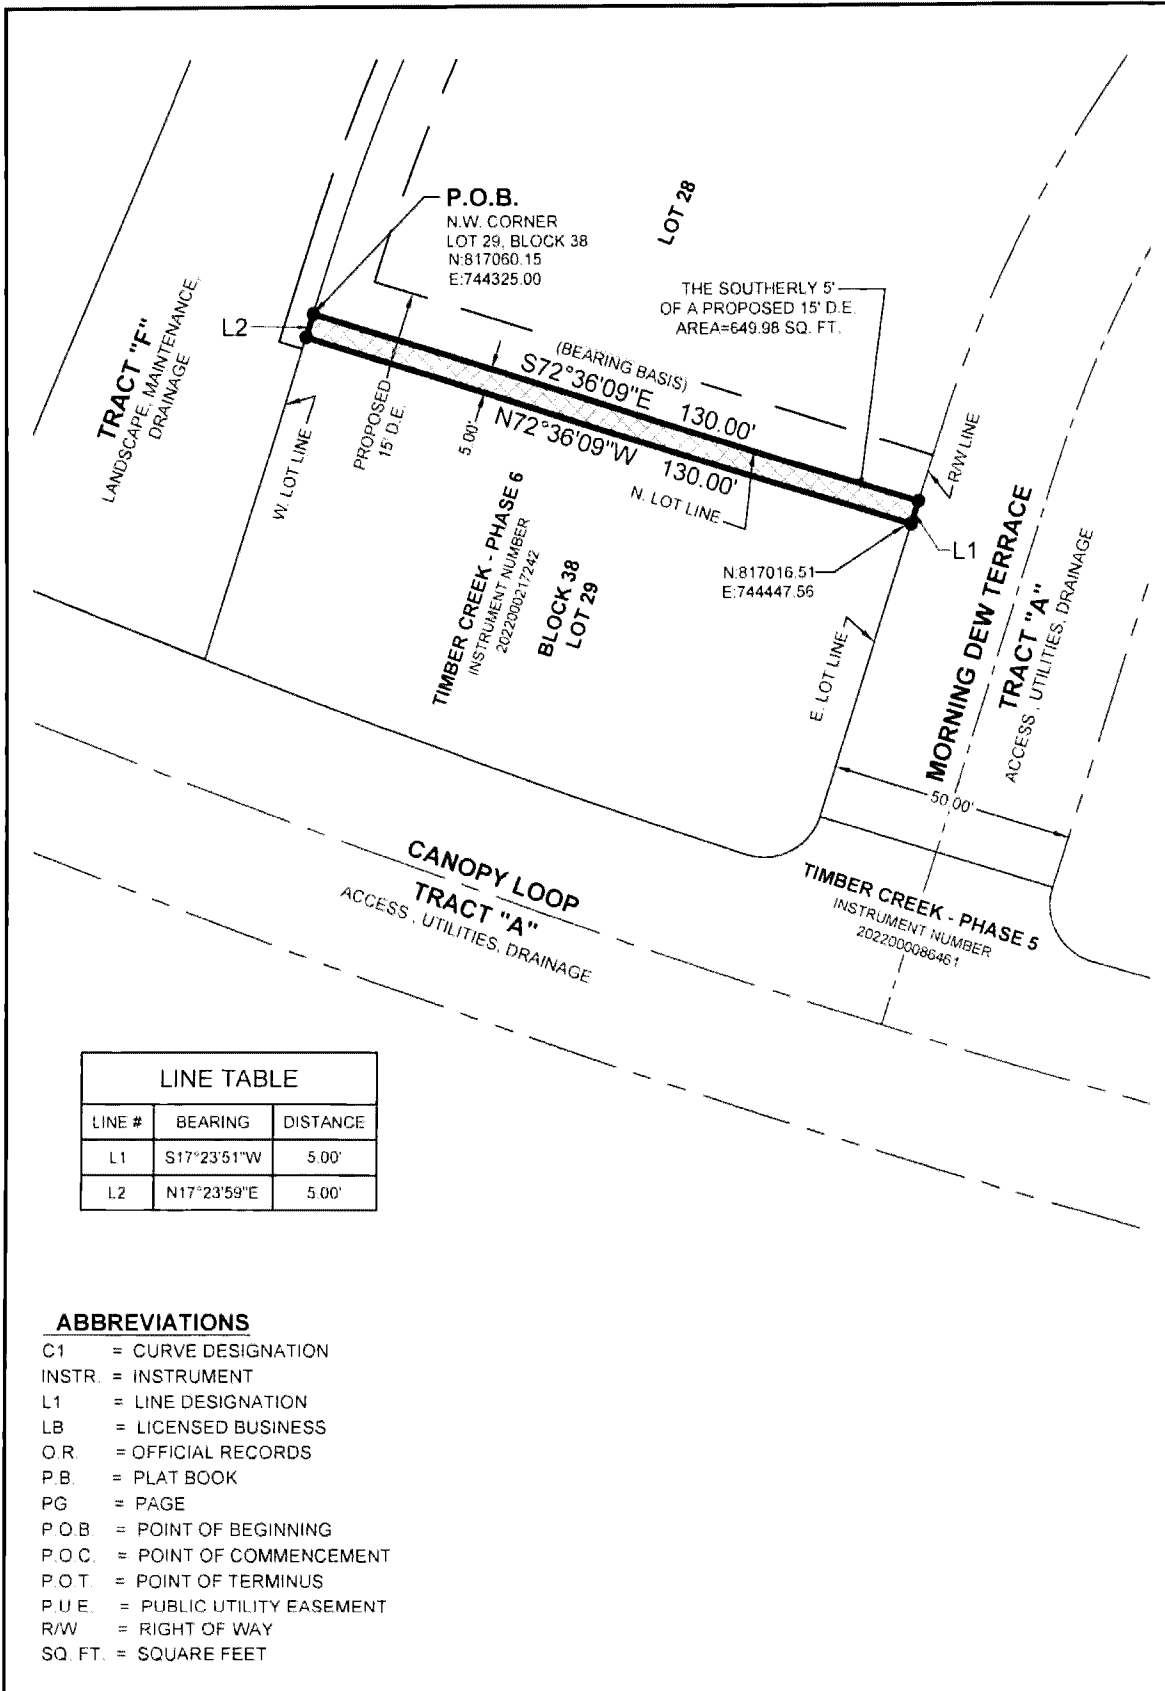 P.O.B.
N.W. CORNER
LOT 29, BLOCK 38
N:817060.15
E:744325.00
LOT 28
THE SOUTHERLY 5'
OF A PROPOSED 15' D.E.
AREA=649.98 SQ. FT.
L2
TRACT "F"
LANDSCAPE, MAINTENANCE,
DRAINAGE
W. LOT LINE
PROPOSED
15' D.E.
5.00'
(BEARING BASIS)
S72°36'09"E 130.00'
N72°36'09"W 130.00'
N. LOT LINE
R/W LINE
L1
N:817016.51
E:744447.56
TIMBER CREEK - PHASE 6
INSTRUMENT NUMBER
2022000217242
BLOCK 38
LOT 29
E. LOT LINE
MORNING DEW TERRACE
TRACT "A"
ACCESS, UTILITIES, DRAINAGE
50.00'
CANOPY LOOP
TRACT "A"
ACCESS, UTILITIES, DRAINAGE
TIMBER CREEK - PHASE 5
INSTRUMENT NUMBER
2022000086461
LINE TABLE
LINE # BEARING DISTANCE
L1 S17°23'51"W 5.00'
L2 N17°23'59"E 5.00'
ABBREVIATIONS
C1 = CURVE DESIGNATION
INSTR. = INSTRUMENT
L1 = LINE DESIGNATION
LB = LICENSED BUSINESS
O.R. = OFFICIAL RECORDS
P.B. = PLAT BOOK
PG = PAGE
P.O.B. = POINT OF BEGINNING
P.O.C. = POINT OF COMMENCEMENT
P.O.T. = POINT OF TERMINUS
P.U.E. = PUBLIC UTILITY EASEMENT
R/W = RIGHT OF WAY
SQ. FT. = SQUARE FEET